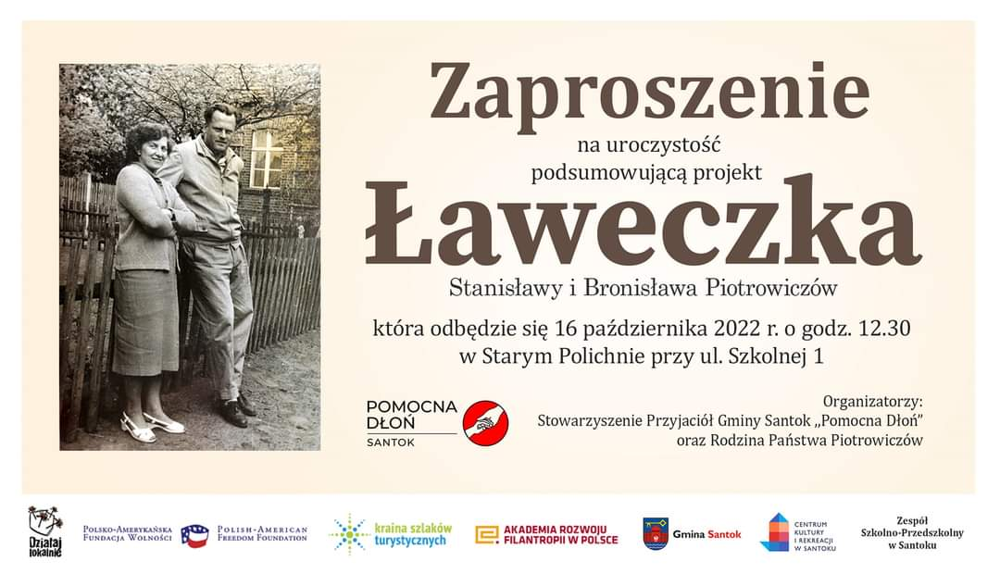 Zaproszenie
na uroczystość
podsumowującą projekt
Ławeczka
Stanisławy i Bronisława Piotrowiczów
która odbędzie się 16 października 2022 r. o godz. 12.30
w Starym Polichnie przy ul. Szkolnej 1
POMOCNA
DŁOŃ
SANTOK
Organizatorzy:
Stowarzyszenie Przyjaciół Gminy Santok ,,Pomocna Dłoń”
oraz Rodzina Państwa Piotrowiczów
Działaj
lokalnie
POLSKO-AMERYKAŃSKA
FUNDACJA WOLNOŚCI
POLISH-AMERICAN
FREEDOM FOUNDATION
kraina szlaków
turystycznych
AKADEMIA ROZWOJU
FILANTROPII W POLSCE
Gmina Santok
CENTRUM
KULTURY
I REKREACJI
W SANTOKU
Zespół
Szkolno-Przedszkolny
w Santoku